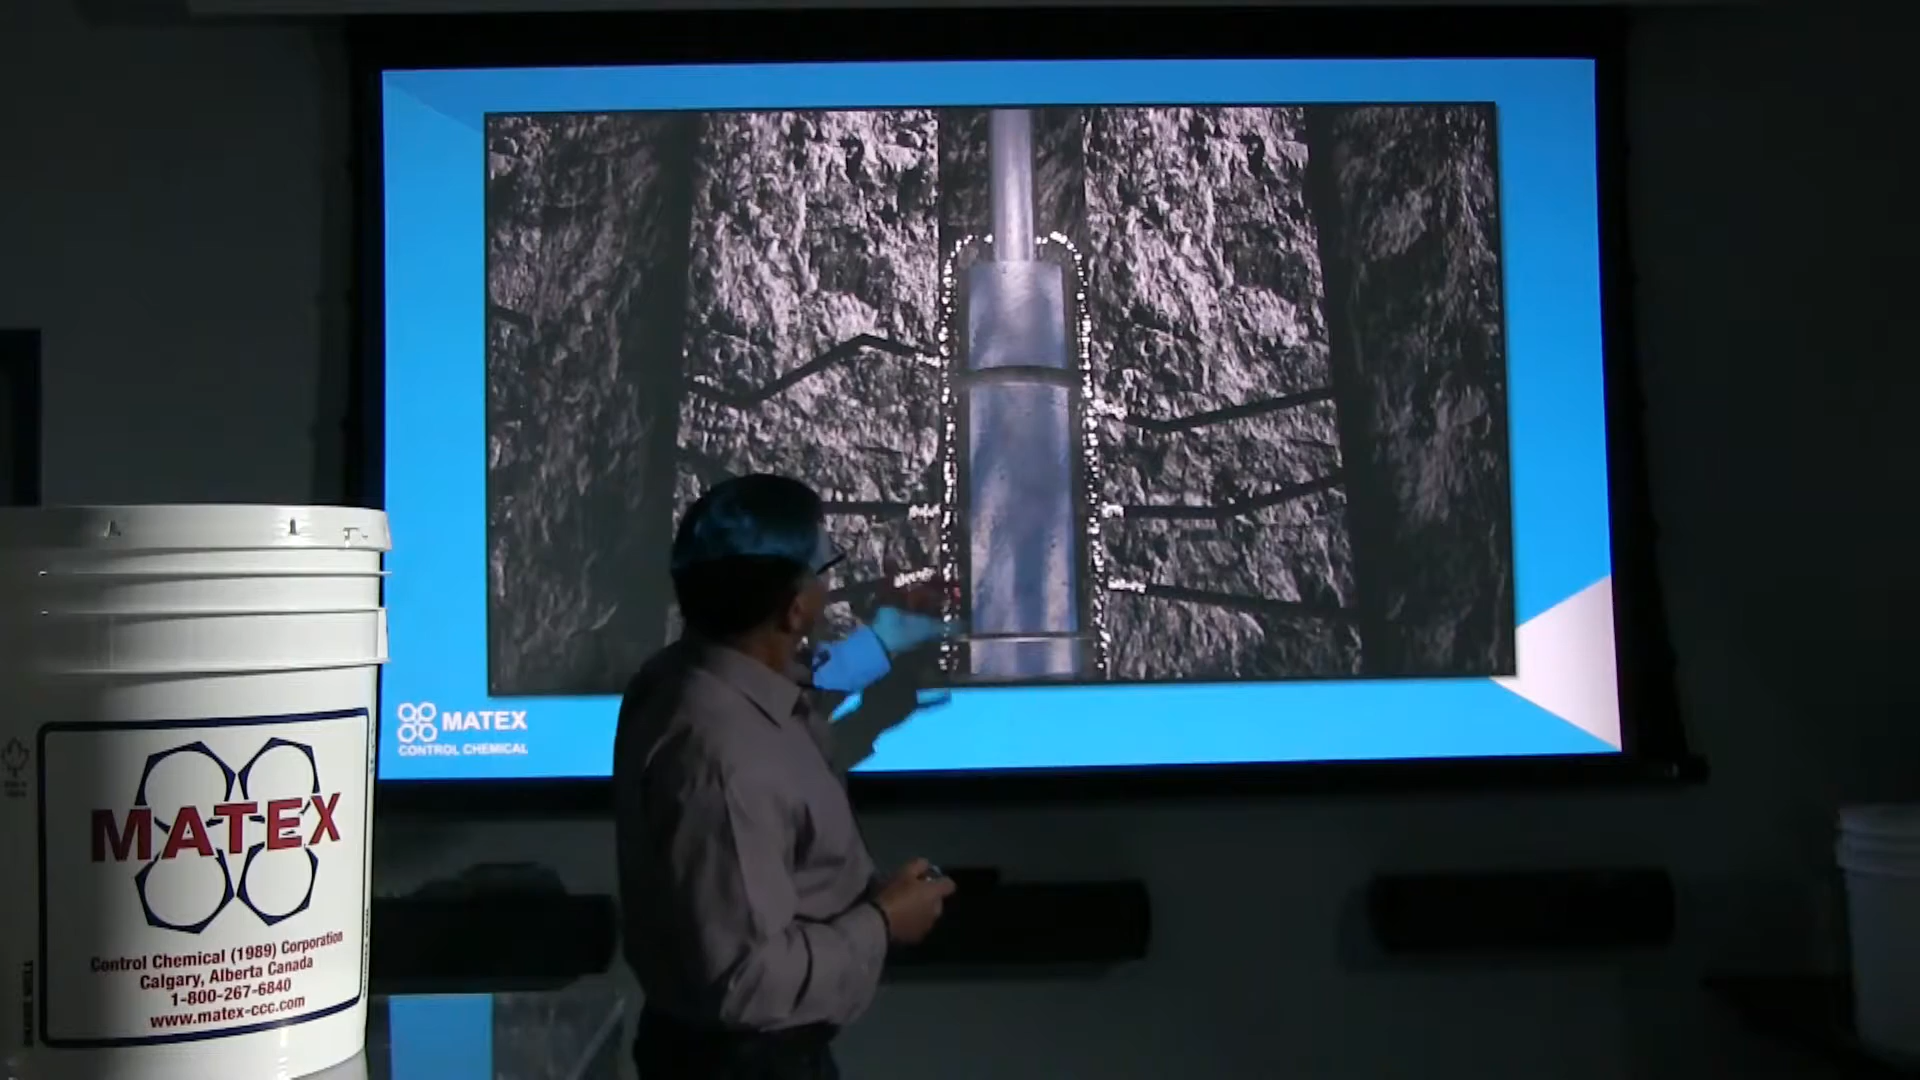 MATEX
CONTROL CHEMICAL
MATEX
Control Chemical (1989) Corporation
Calgary, Alberta Canada
1-800-267-6840
www.matex-ccc.com